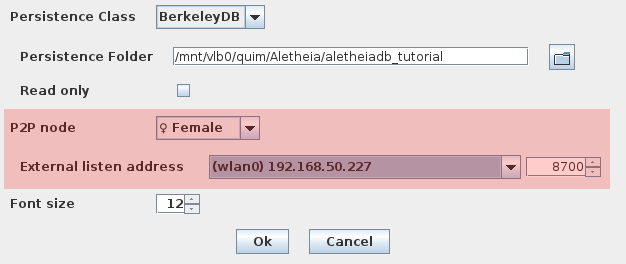 Persistence Class BerkeleyDB
Persistence Folder /mnt/vlb0/quim/Aletheia/aletheiadb_tutorial
Read only
P2P node ♀ Female
External listen address (wlan0) 192.168.50.227 8700
Font size 12
Ok Cancel